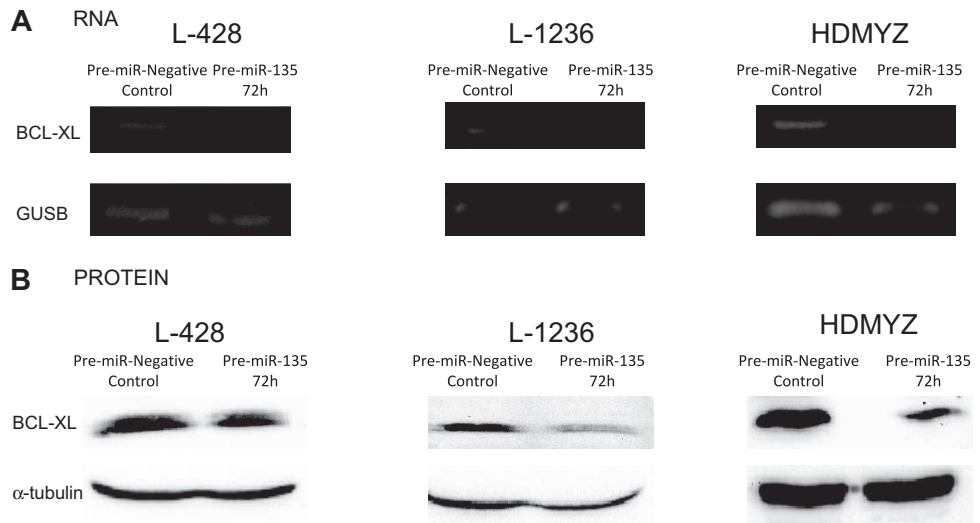 A RNA
L-428 L-1236 HDMYZ
Pre-miR-Negative Pre-miR-135 Pre-miR-Negative Pre-miR-135 Pre-miR-Negative Pre-miR-135
Control 72h Control 72h Control 72h
BCL-XL
GUSB
B PROTEIN
L-428 L-1236 HDMYZ
Pre-miR-Negative Pre-miR-135 Pre-miR-Negative Pre-miR-135 Pre-miR-Negative Pre-miR-135
Control 72h Control 72h Control 72h
BCL-XL
α-tubulin